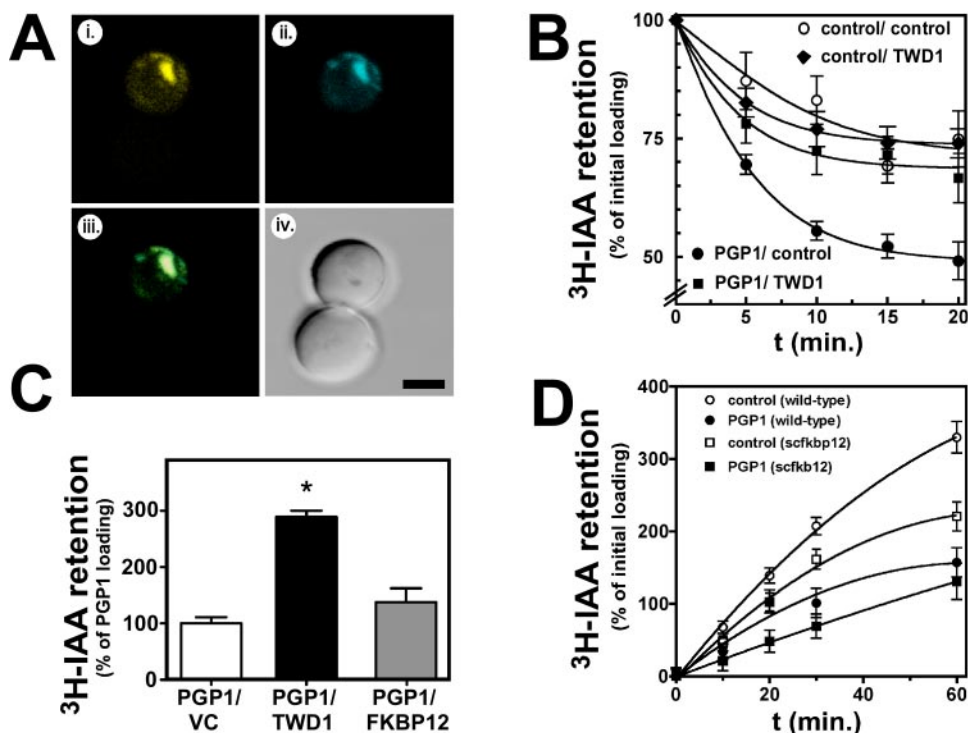 A
i.
ii.
iii.
iv.
B
³H-IAA retention
(% of initial loading)
100
75
50
0
5
10
15
20
t (min.)
control/ control
control/ TWD1
PGP1/ control
PGP1/ TWD1
C
³H-IAA retention
(% of PGP1 loading)
300
200
100
0
*
PGP1/
VC
PGP1/
TWD1
PGP1/
FKBP12
D
³H-IAA retention
(% of initial loading)
400
300
200
100
0
0
20
40
60
t (min.)
control (wild-type)
PGP1 (wild-type)
control (scfkbp12)
PGP1 (scfkb12)